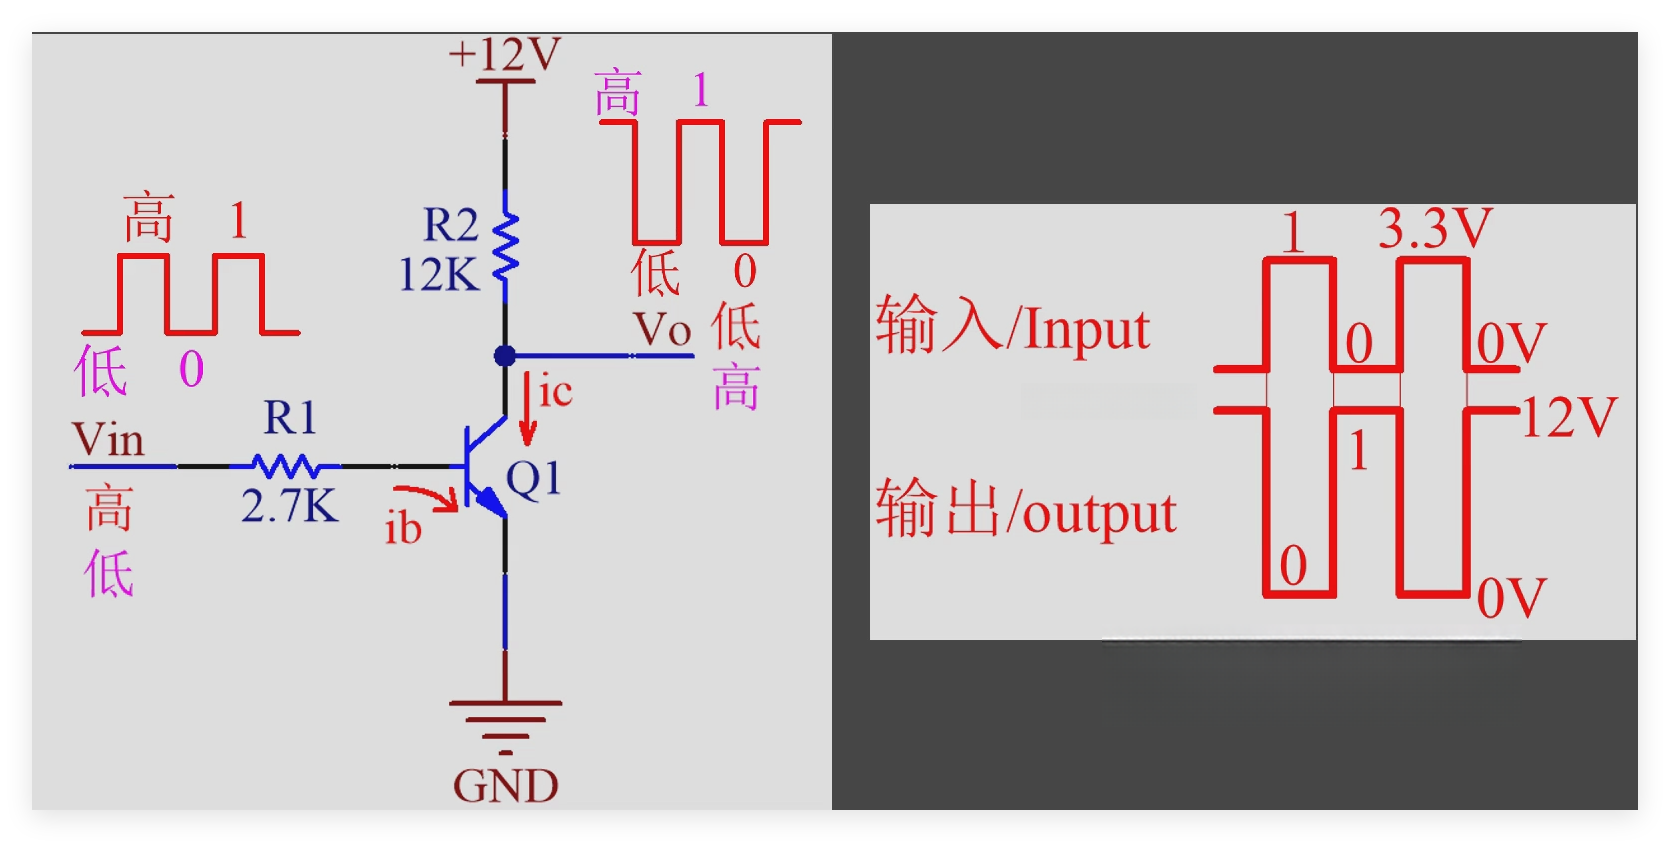 +12V
高 1
高 1
R2
12K
低 0
Vo 低
高
低 0
R1
ic
Vin
2.7K
Q1
高
ib
低
GND
1 3.3V
输入/Input
0 0V
12V
1
输出/output
0 0V